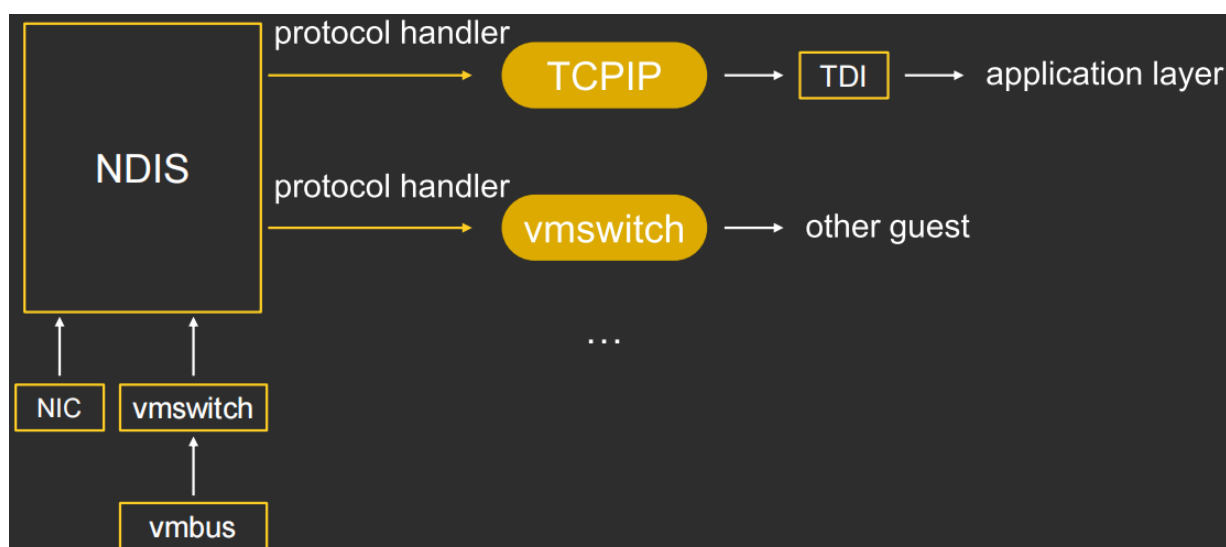 protocol handler
TCPIP
TDI
application layer
NDIS
protocol handler
vmswitch
other guest
...
NIC
vmswitch
vmbus